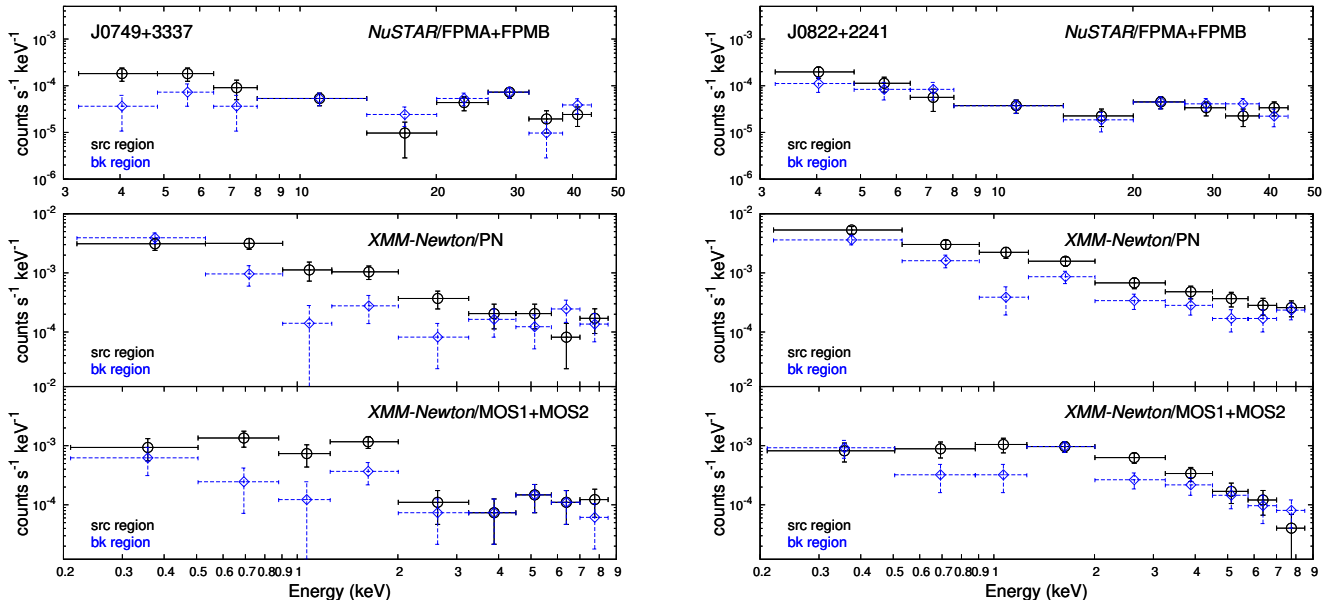 J0749+3337 NuSTAR/FPMA+FPMB
counts s-1 keV-1
10-3
10-4
10-5
10-6
src region
bk region
3 4 5 6 7 8 9 10 20 30 40 50
XMM-Newton/PN
counts s-1 keV-1
10-2
10-3
10-4
src region
bk region
XMM-Newton/MOS1+MOS2
counts s-1 keV-1
10-2
10-3
10-4
src region
bk region
0.2 0.3 0.4 0.5 0.6 0.7 0.8 0.9 1 2 3 4 5 6 7 8 9
Energy (keV)
J0822+2241 NuSTAR/FPMA+FPMB
counts s-1 keV-1
10-3
10-4
10-5
10-6
src region
bk region
3 4 5 6 7 8 9 10 20 30 40 50
XMM-Newton/PN
counts s-1 keV-1
10-2
10-3
10-4
src region
bk region
XMM-Newton/MOS1+MOS2
counts s-1 keV-1
10-2
10-3
10-4
src region
bk region
0.2 0.3 0.4 0.5 0.6 0.7 0.8 0.9 1 2 3 4 5 6 7 8 9
Energy (keV)